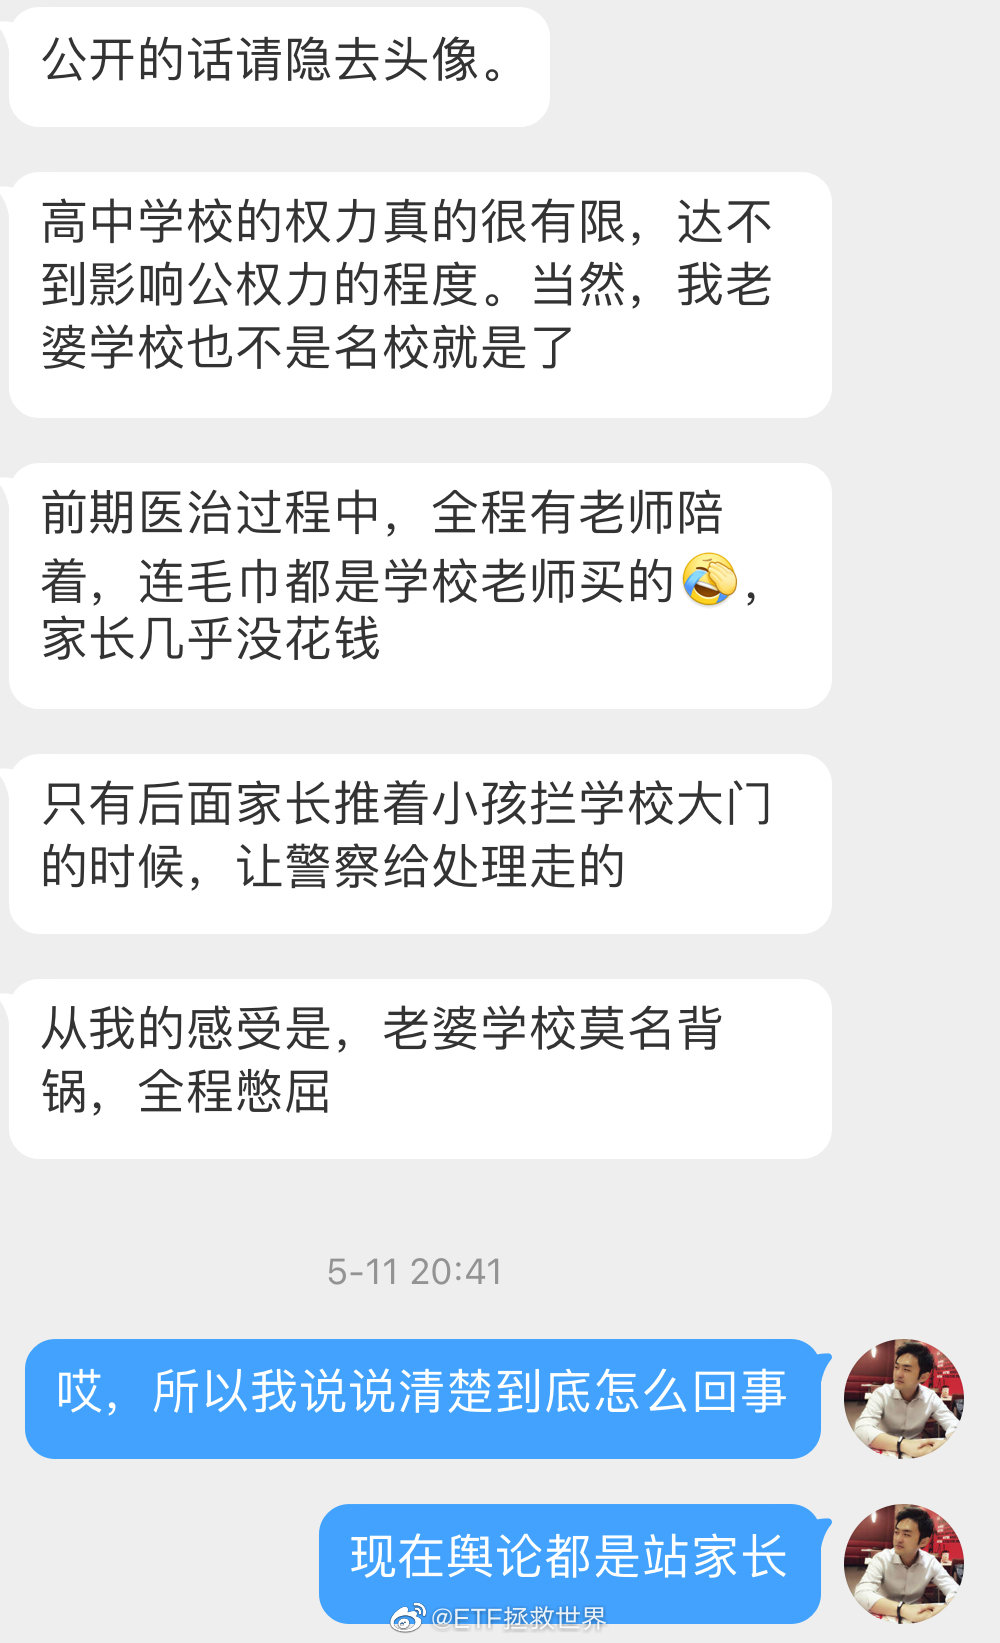 公开的话请隐去头像。
高中学校的权力真的很有限，达不
到影响公权力的程度。当然，我老
婆学校也不是名校就是了
前期医治过程中，全程有老师陪
着，连毛巾都是学校老师买的🤣，
家长几乎没花钱
只有后面家长推着小孩拦学校大门
的时候，让警察给处理走的
从我的感受是，老婆学校莫名背
锅，全程憋屈
5-11 20:41
哎，所以我说说清楚到底怎么回事
现在舆论都是站家长
@ETF拯救世界